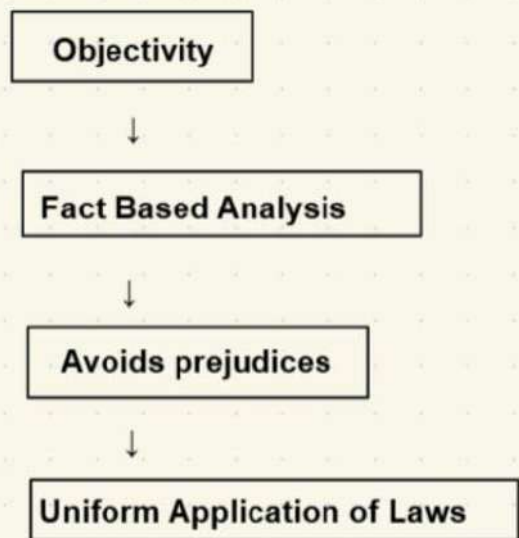 Objectivity
↓
Fact Based Analysis
↓
Avoids prejudices
↓
Uniform Application of Laws